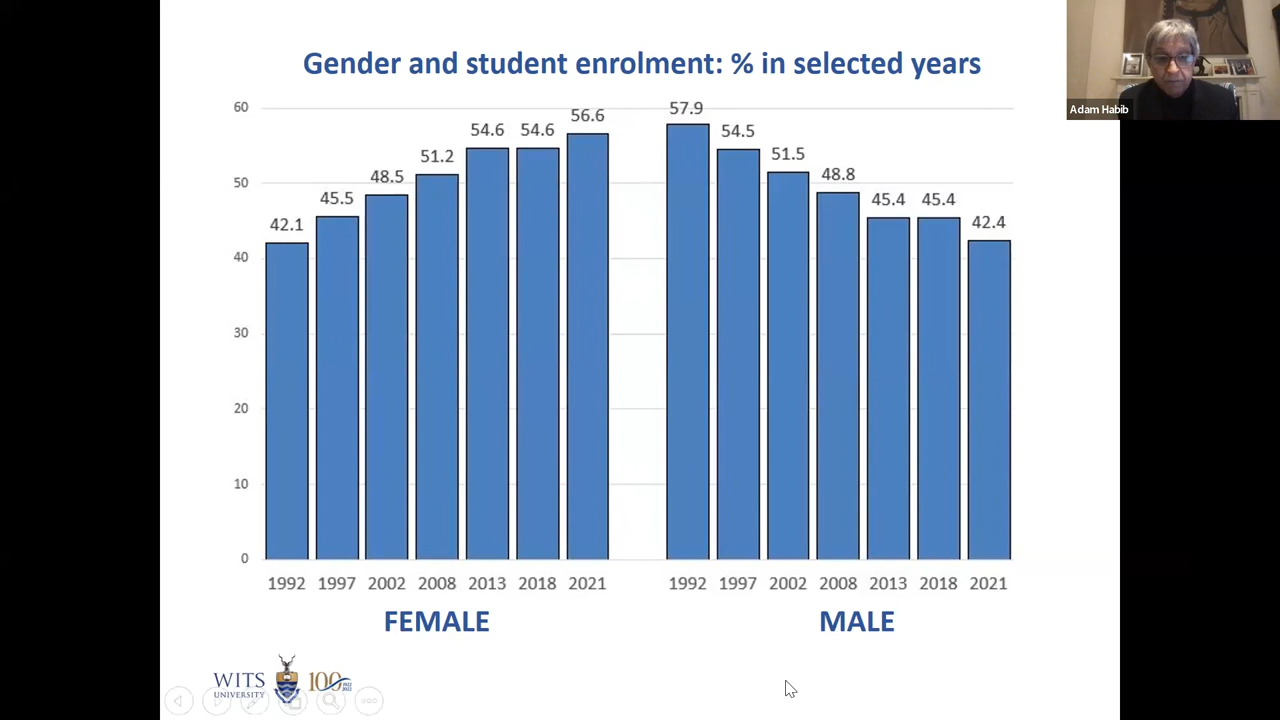 Gender and student enrolment: % in selected years
Adam Habib
60
50
40
30
20
10
0
42.1
45.5
48.5
51.2
54.6
54.6
56.6
57.9
54.5
51.5
48.8
45.4
45.4
42.4
1992 1997 2002 2008 2013 2018 2021
1992 1997 2002 2008 2013 2018 2021
FEMALE
MALE
WITS
UNIVERSITY
100